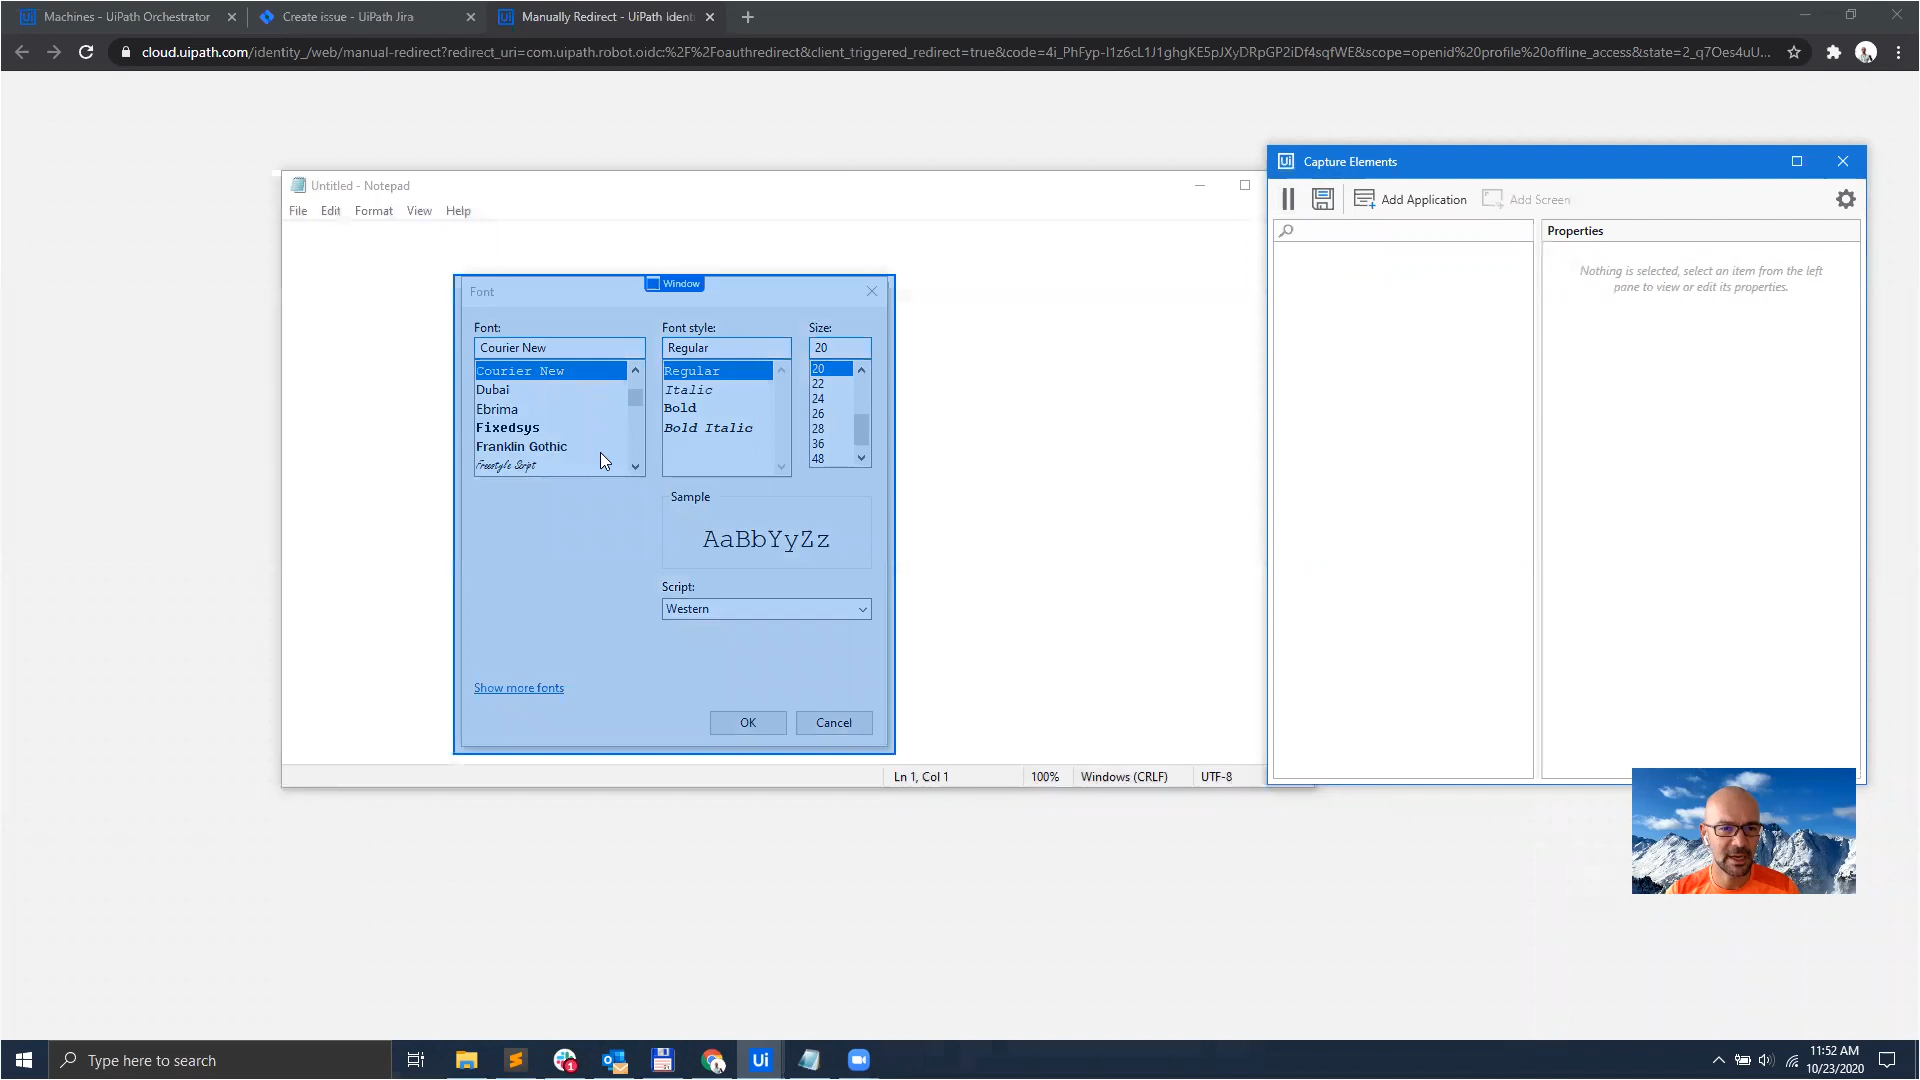 Machines - UiPath Orchestrator
Create issue - UiPath Jira
Manually Redirect - UiPath Identi
cloud.uipath.com/identity_/web/manual-redirect?redirect_uri=com.uipath.robot.oidc:%2F%2Foauthredirect&client_triggered_redirect=true&code=4i_PhFyp-I1z6cL1J1ghgKE5pJXyDRpGP2iDf4sqfWE&scope=openid%20profile%20offline_access&state=2_q7Oes4uU...
Untitled - Notepad
File Edit Format View Help
Window
Font
Font: Font style: Size:
Courier New Regular 20
Courier New
Dubai
Ebrima
Fixedsys
Franklin Gothic
Freestyle Script
Regular
Italic
Bold
Bold Italic
20
22
24
26
28
36
48
Sample
AaBbYyZz
Script:
Western
Show more fonts
OK Cancel
Ln 1, Col 1 100% Windows (CRLF) UTF-8
Ui Capture Elements
Add Application Add Screen
Properties
Nothing is selected, select an item from the left
pane to view or edit its properties.
Type here to search
1
Ui
11:52 AM
10/23/2020